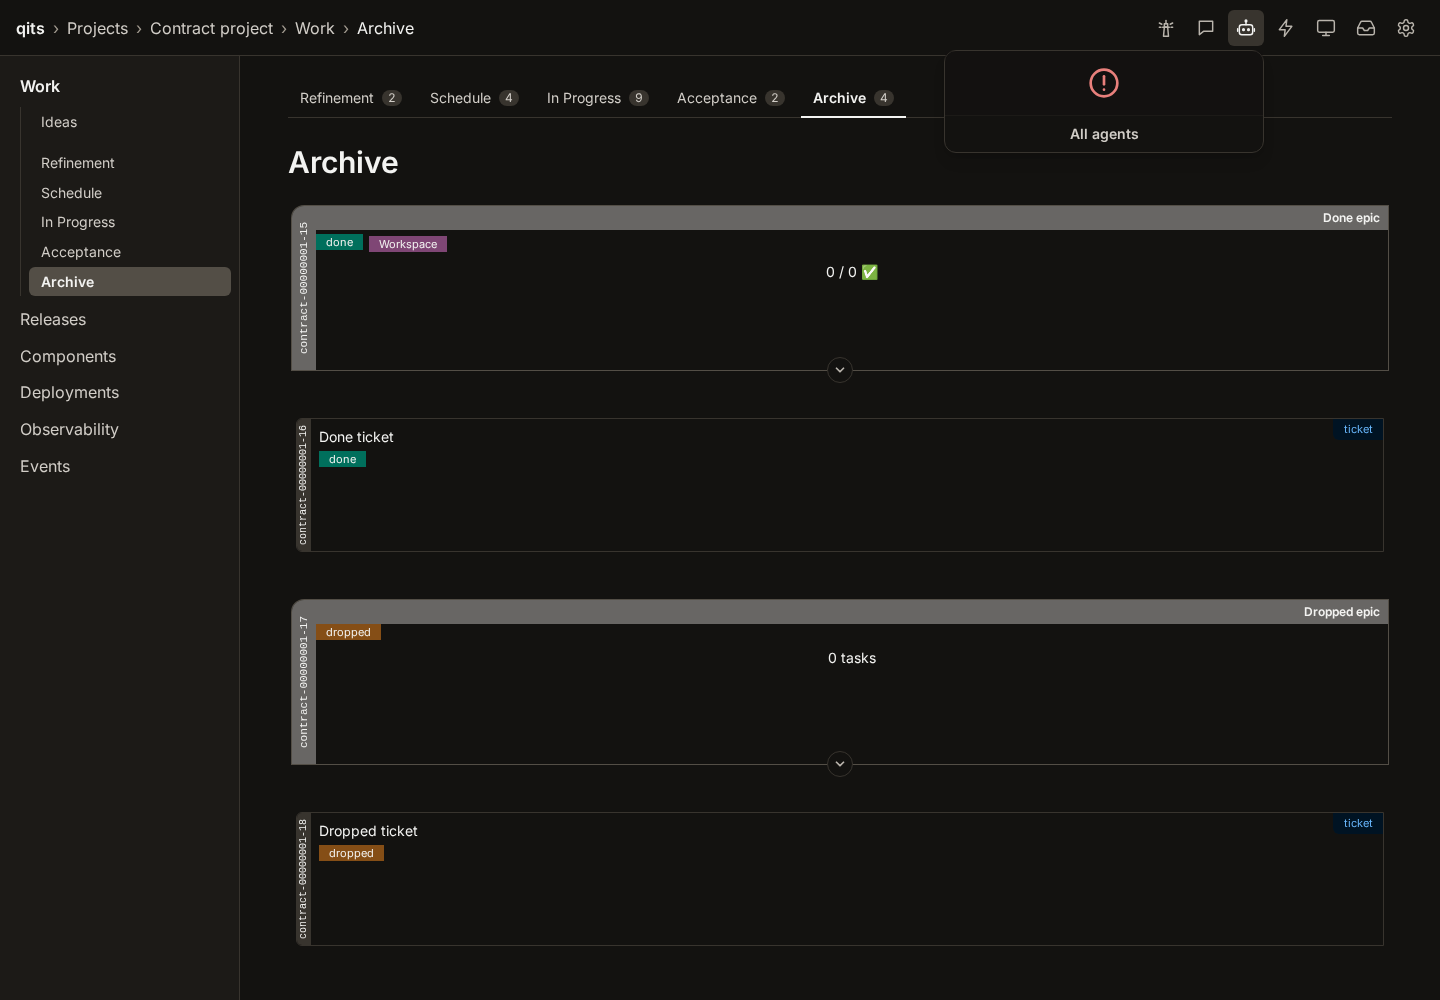 qits › Projects › Contract project › Work › Archive
All agents
Work
Ideas
Refinement
Schedule
In Progress
Acceptance
Archive
Releases
Components
Deployments
Observability
Events
Refinement 2 Schedule 4 In Progress 9 Acceptance 2 Archive 4
Archive
contract-00000001-15
Done epic
done Workspace
0 / 0 ✅
contract-00000001-16
Done ticket
ticket
done
contract-00000001-17
Dropped epic
dropped
0 tasks
contract-00000001-18
Dropped ticket
ticket
dropped